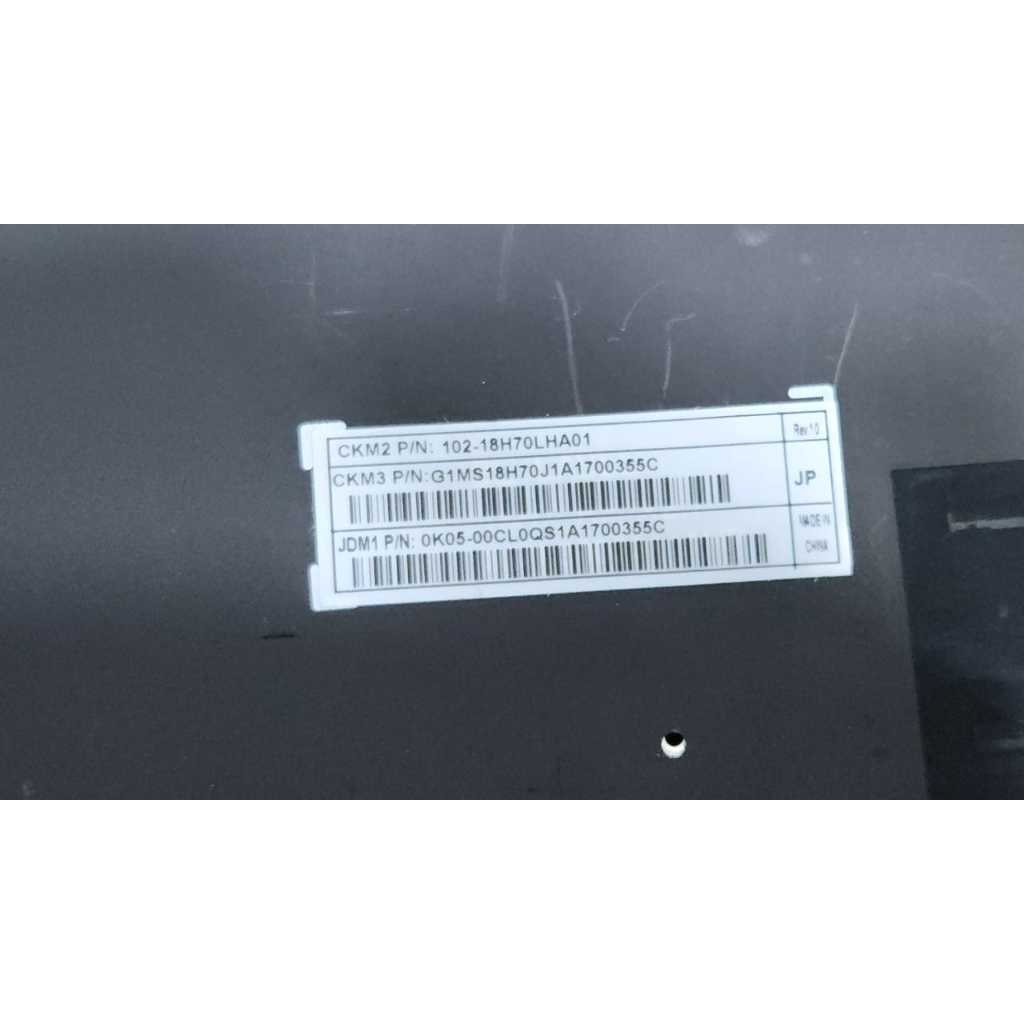 CKM2 P/N: 102-18H70LHA01
Rev 1.0
CKM3 P/N:G1MS18H70J1A1700355C
JP
JDM1 P/N: 0K05-00CL0QS1A1700355C
MADE IN
CHINA